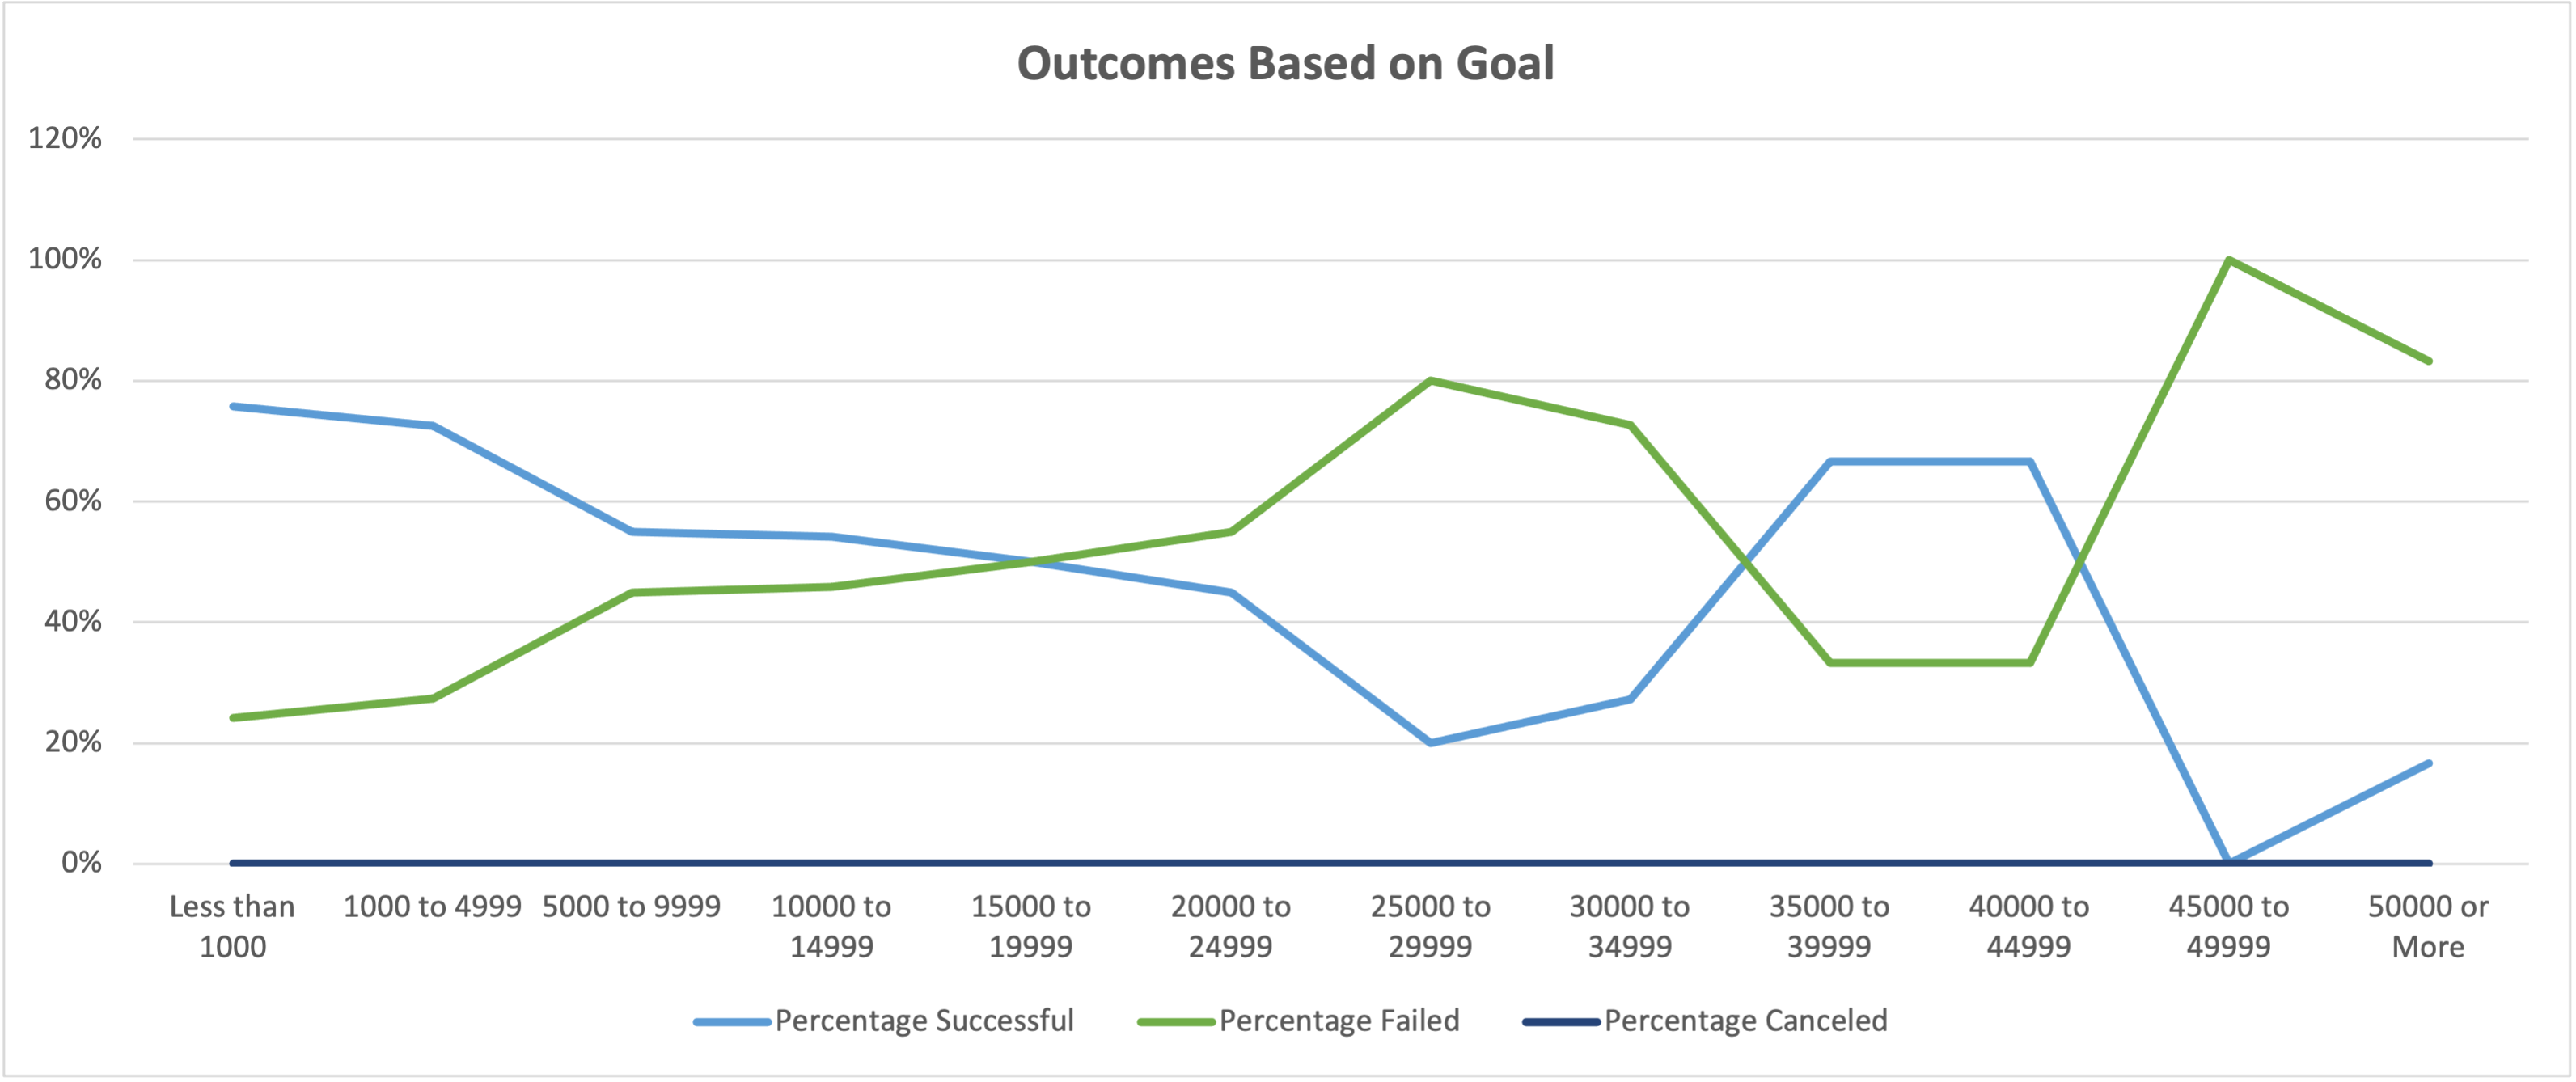 Outcomes Based on Goal
120%
100%
80%
60%
40%
20%
0%
Less than
1000
1000 to 4999
5000 to 9999
10000 to
14999
15000 to
19999
20000 to
24999
25000 to
29999
30000 to
34999
35000 to
39999
40000 to
44999
45000 to
49999
50000 or
More
Percentage Successful
Percentage Failed
Percentage Canceled